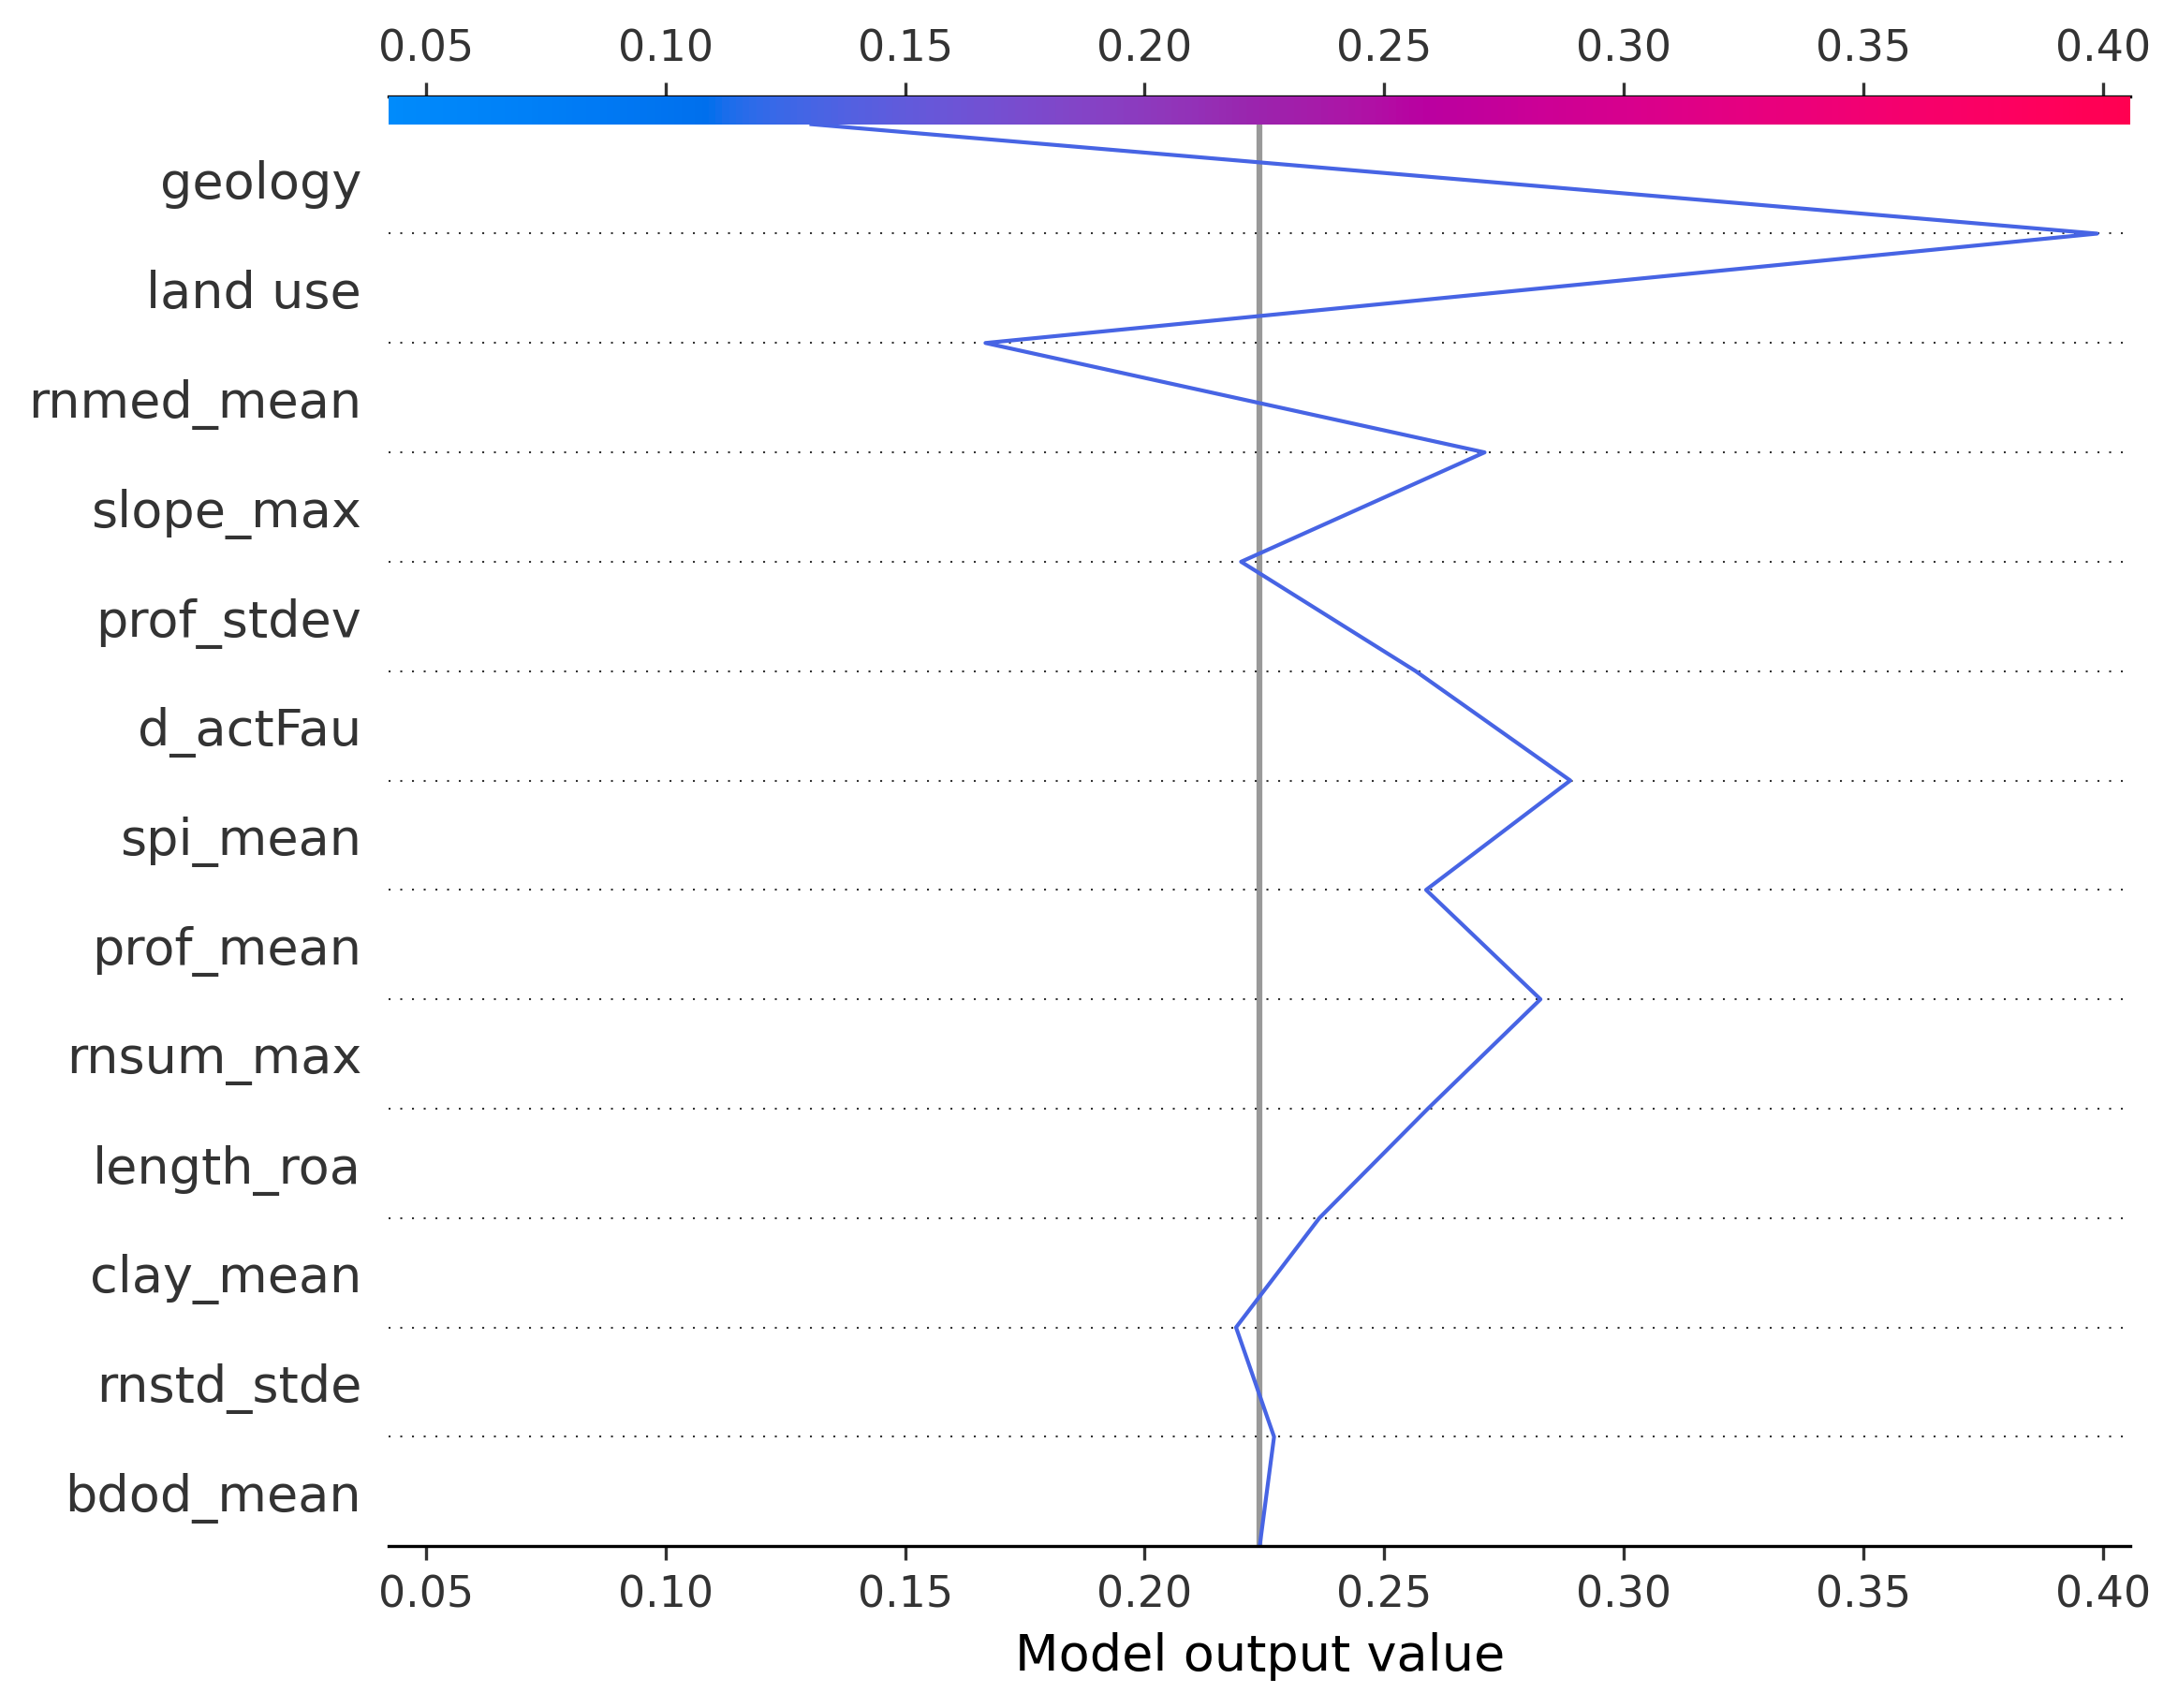 0.05 0.10 0.15 0.20 0.25 0.30 0.35 0.40
geology
land use
rnmed_mean
slope_max
prof_stdev
d_actFau
spi_mean
prof_mean
rnsum_max
length_roa
clay_mean
rnstd_stde
bdod_mean
0.05 0.10 0.15 0.20 0.25 0.30 0.35 0.40
Model output value